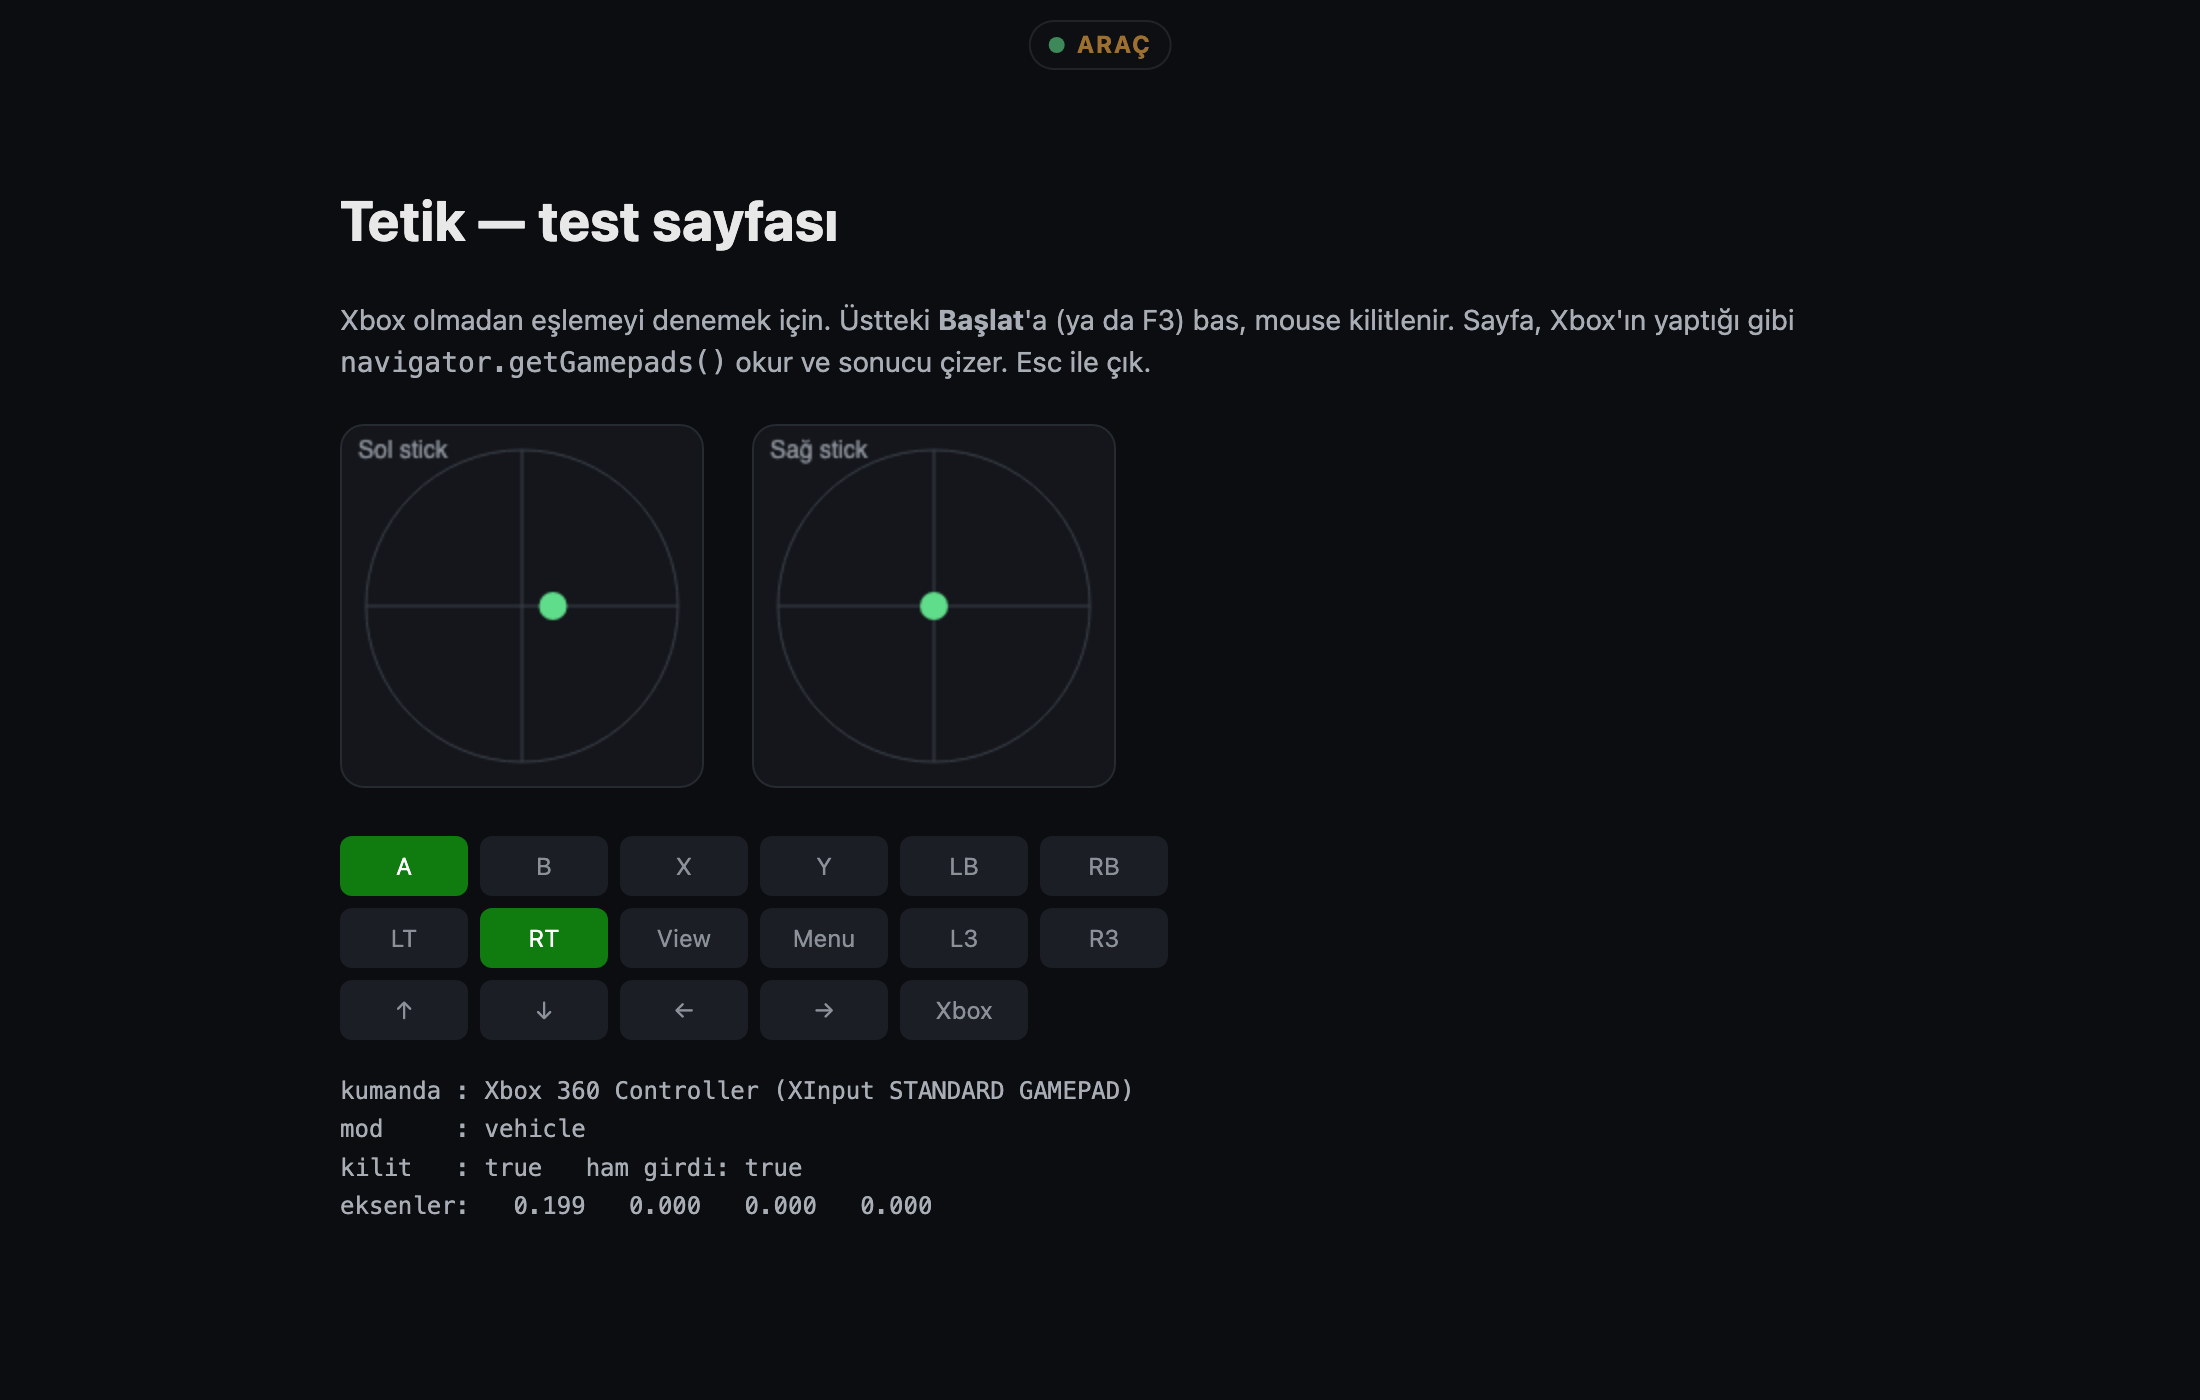 ARAÇ
Tetik — test sayfası
Xbox olmadan eşlemeyi denemek için. Üstteki Başlat'a (ya da F3) bas, mouse kilitlenir. Sayfa, Xbox'ın yaptığı gibi
navigator.getGamepads() okur ve sonucu çizer. Esc ile çık.
Sol stick
Sağ stick
A B X Y LB RB
LT RT View Menu L3 R3
↑ ↓ ← → Xbox
kumanda : Xbox 360 Controller (XInput STANDARD GAMEPAD)
mod     : vehicle
kilit   : true   ham girdi: true
eksenler:   0.199   0.000   0.000   0.000